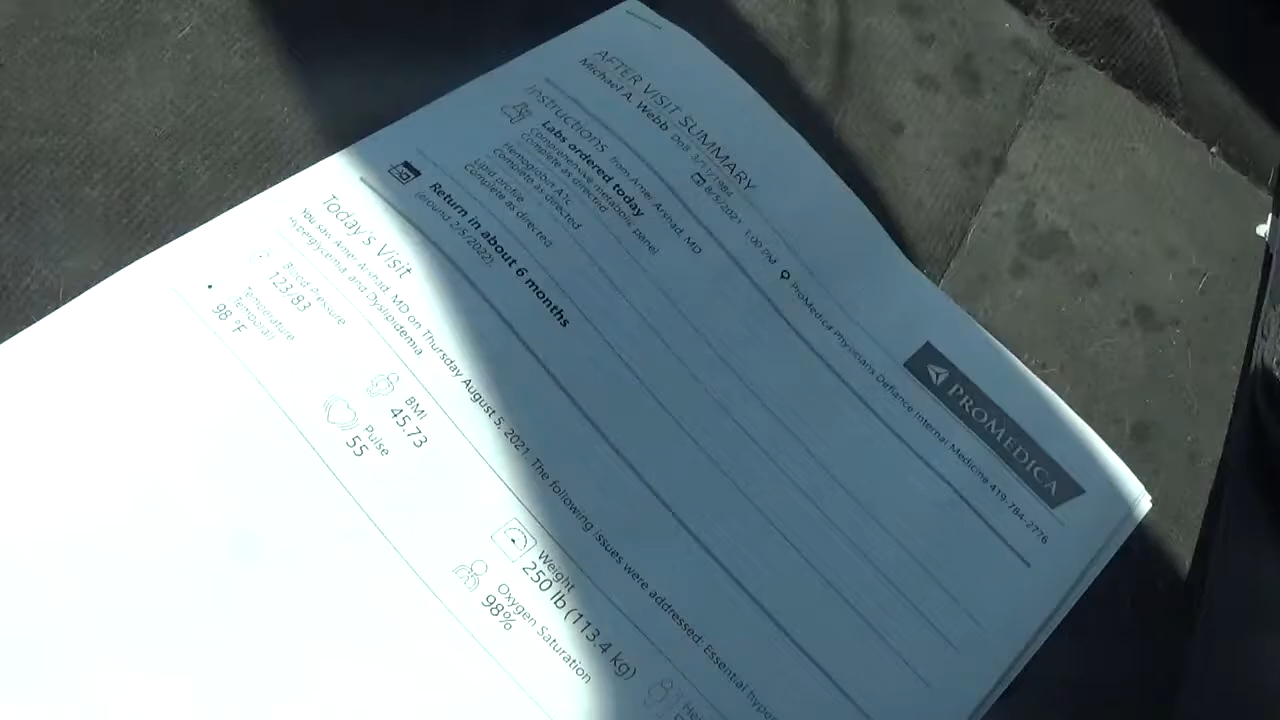 AFTER VISIT SUMMARY
PROMEDICA
Michael A. Webb DoB: 3/17/1984
8/5/2021 1:00 PM ProMedica Physicians Defiance Internal Medicine 419-784-2776
Instructions from Amer Arshad, MD
Labs ordered today
Comprehensive metabolic panel
Complete as directed
Hemoglobin A1c
Complete as directed
Lipid profile
Complete as directed
Return in about 6 months
(around 2/5/2022).
Today's Visit
You saw Amer Arshad, MD on Thursday August 5, 2021. The following issues were addressed: Essential
Hyperglycemia and Dyslipidemia
Blood Pressure
123/83
BMI
45.73
Weight
250 lb (113.4 kg)
Temperature
(Temporal)
98 °F
Pulse
55
Oxygen Saturation
98%